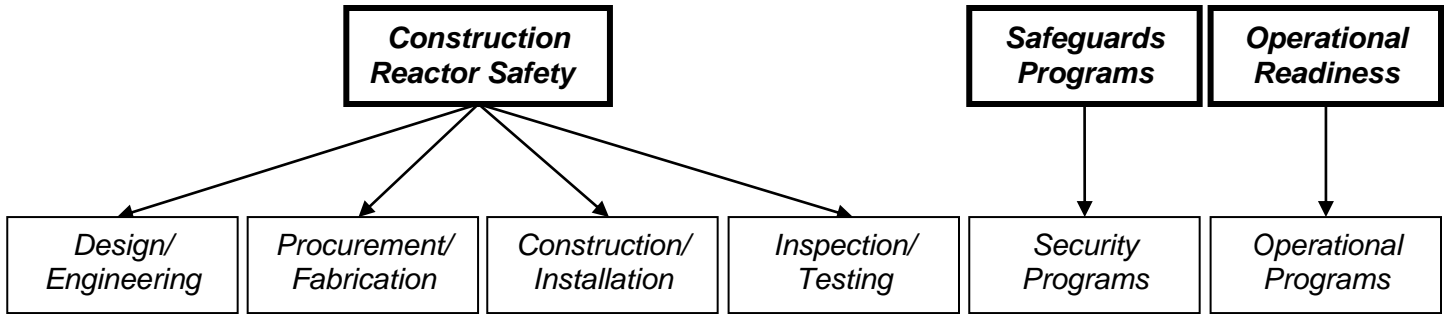 Construction
Reactor Safety
Safeguards
Programs
Operational
Readiness
Design/
Engineering
Procurement/
Fabrication
Construction/
Installation
Inspection/
Testing
Security
Programs
Operational
Programs